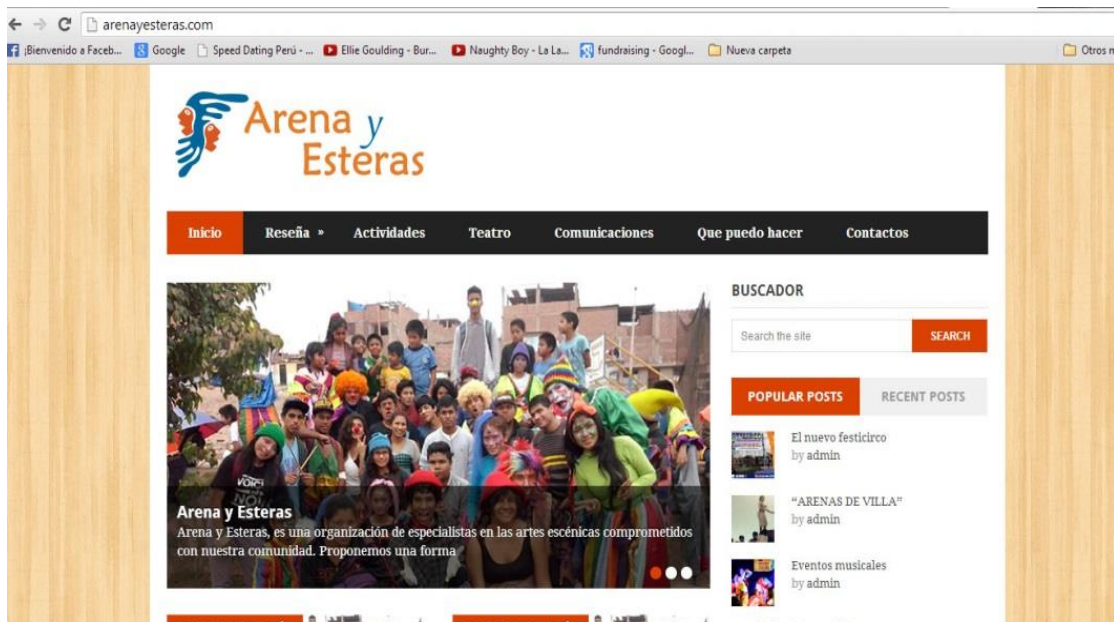 arenayesteras.com
¡Bienvenido a Faceb... Google Speed Dating Perú - ... Ellie Goulding - Bur... Naughty Boy - La La... fundraising - Googl... Nueva carpeta Otros m
Arena y
Esteras
Inicio Reseña » Actividades Teatro Comunicaciones Que puedo hacer Contactos
BUSCADOR
Search the site SEARCH
POPULAR POSTS RECENT POSTS
El nuevo festicirco
by admin
“ARENAS DE VILLA”
by admin
Eventos musicales
by admin
Arena y Esteras
Arena y Esteras, es una organización de especialistas en las artes escénicas comprometidos
con nuestra comunidad. Proponemos una forma